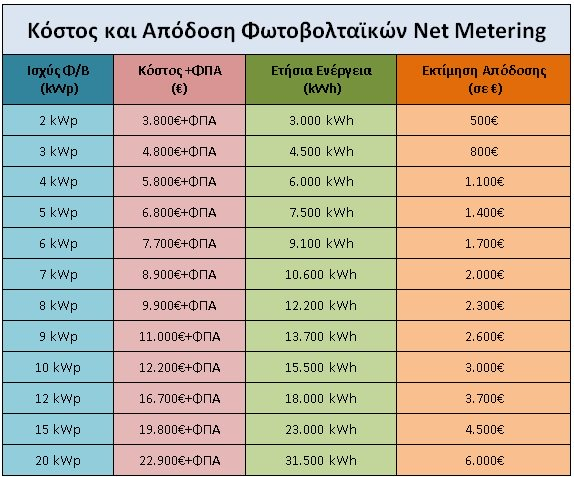 Κόστος και Απόδοση Φωτοβολταϊκών Net Metering
Ισχύς Φ/Β (kWp) Κόστος +ΦΠΑ (€) Ετήσια Ενέργεια (kWh) Εκτίμηση Απόδοσης (σε €)
2 kWp 3.800€+ΦΠΑ 3.000 kWh 500€
3 kWp 4.800€+ΦΠΑ 4.500 kWh 800€
4 kWp 5.800€+ΦΠΑ 6.000 kWh 1.100€
5 kWp 6.800€+ΦΠΑ 7.500 kWh 1.400€
6 kWp 7.700€+ΦΠΑ 9.100 kWh 1.700€
7 kWp 8.900€+ΦΠΑ 10.600 kWh 2.000€
8 kWp 9.900€+ΦΠΑ 12.200 kWh 2.300€
9 kWp 11.000€+ΦΠΑ 13.700 kWh 2.600€
10 kWp 12.200€+ΦΠΑ 15.500 kWh 3.000€
12 kWp 16.700€+ΦΠΑ 18.000 kWh 3.700€
15 kWp 19.800€+ΦΠΑ 23.000 kWh 4.500€
20 kWp 22.900€+ΦΠΑ 31.500 kWh 6.000€